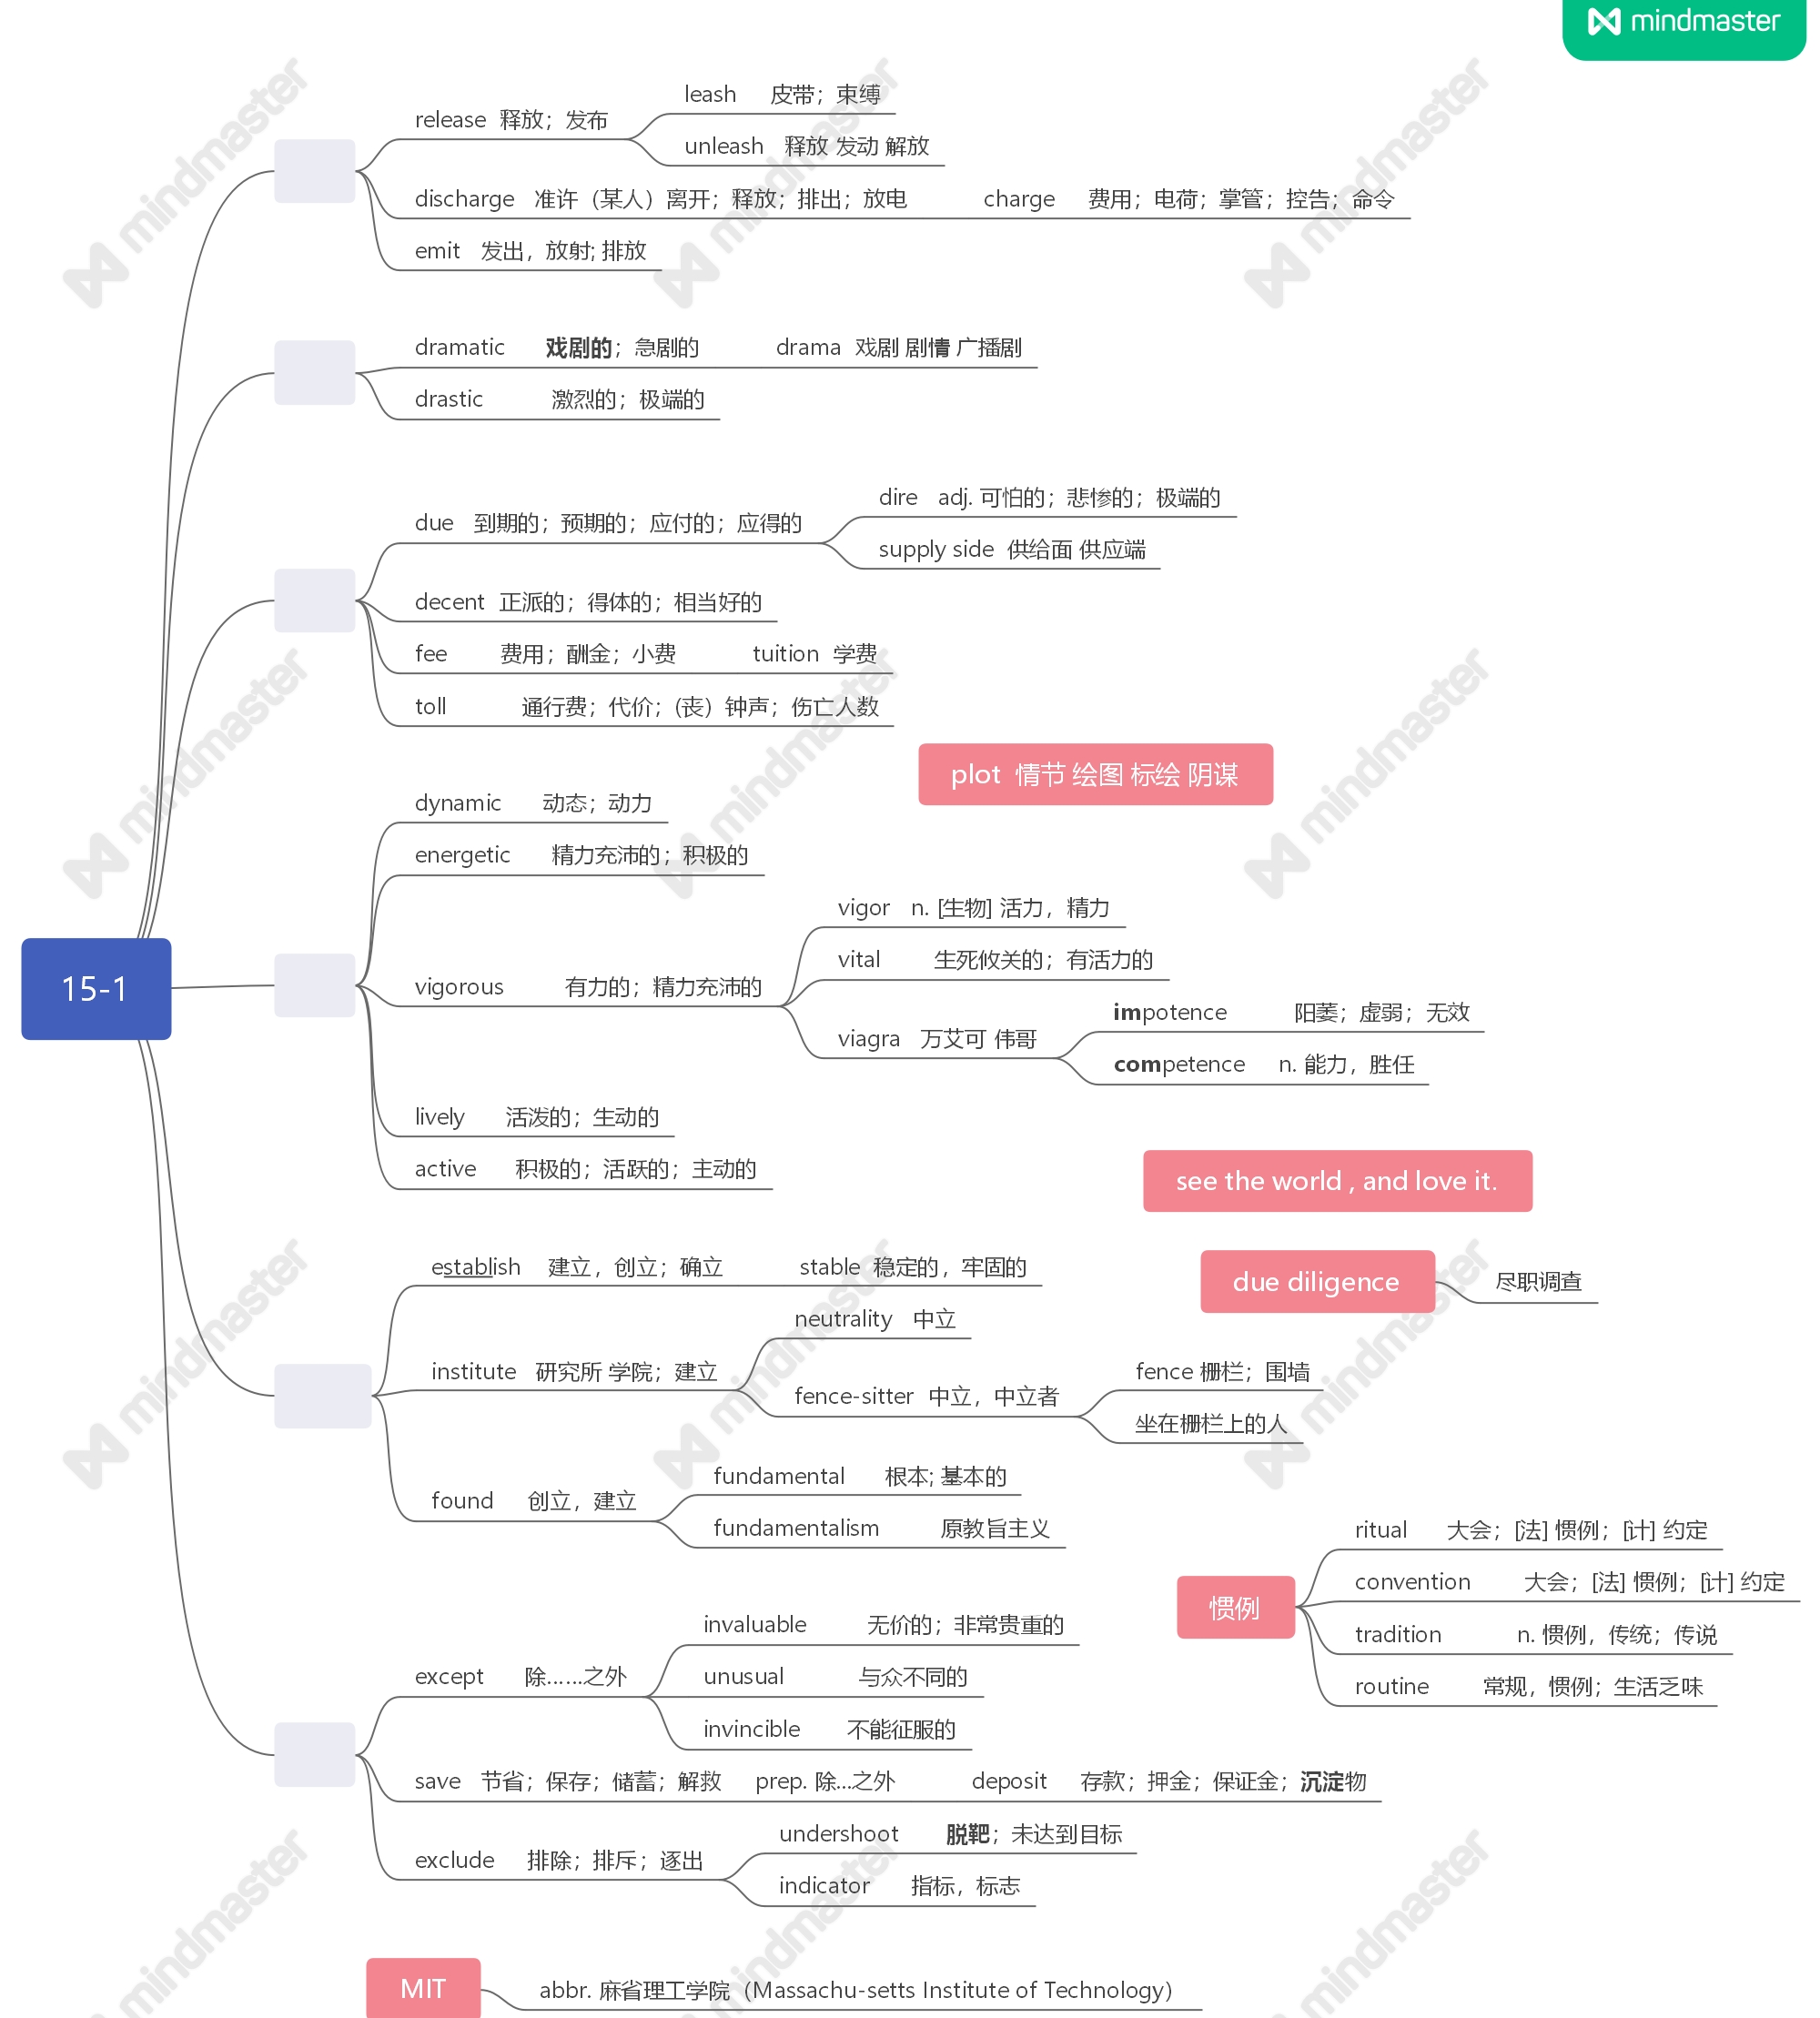 mindmaster
15-1
release 释放；发布
leash 皮带；束缚
unleash 释放 发动 解放
discharge 准许（某人）离开；释放；排出；放电 charge 费用；电荷；掌管；控告；命令
emit 发出，放射; 排放
dramatic 戏剧的；急剧的 drama 戏剧 剧情 广播剧
drastic 激烈的；极端的
due 到期的；预期的；应付的；应得的
dire adj. 可怕的；悲惨的；极端的
supply side 供给面 供应端
decent 正派的；得体的；相当好的
fee 费用；酬金；小费 tuition 学费
toll 通行费；代价；(丧）钟声；伤亡人数
plot 情节 绘图 标绘 阴谋
dynamic 动态；动力
energetic 精力充沛的；积极的
vigorous 有力的；精力充沛的
vigor n. [生物] 活力，精力
vital 生死攸关的；有活力的
viagra 万艾可 伟哥
impotence 阳萎；虚弱；无效
competence n. 能力，胜任
lively 活泼的；生动的
active 积极的；活跃的；主动的
see the world , and love it.
establish 建立，创立；确立 stable 稳定的，牢固的
due diligence
尽职调查
institute 研究所 学院；建立
neutrality 中立
fence-sitter 中立，中立者
fence 栅栏；围墙
坐在栅栏上的人
found 创立，建立
fundamental 根本; 基本的
fundamentalism 原教旨主义
惯例
ritual 大会；[法] 惯例；[计] 约定
convention 大会；[法] 惯例；[计] 约定
tradition n. 惯例，传统；传说
routine 常规，惯例；生活乏味
except 除……之外
invaluable 无价的；非常贵重的
unusual 与众不同的
invincible 不能征服的
save 节省；保存；储蓄；解救 prep. 除...之外 deposit 存款；押金；保证金；沉淀物
exclude 排除；排斥；逐出
undershoot 脱靶；未达到目标
indicator 指标，标志
MIT
abbr. 麻省理工学院（Massachu-setts Institute of Technology）